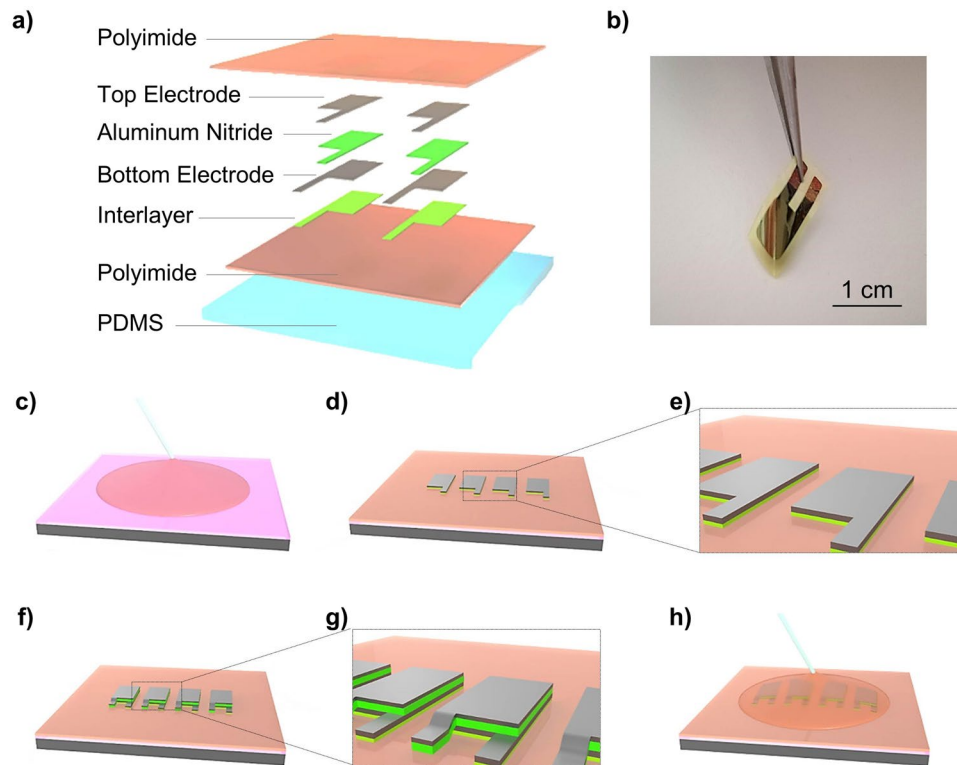 a)
Polyimide
Top Electrode
Aluminum Nitride
Bottom Electrode
Interlayer
Polyimide
PDMS
b)
1 cm
c)
d)
e)
f)
g)
h)